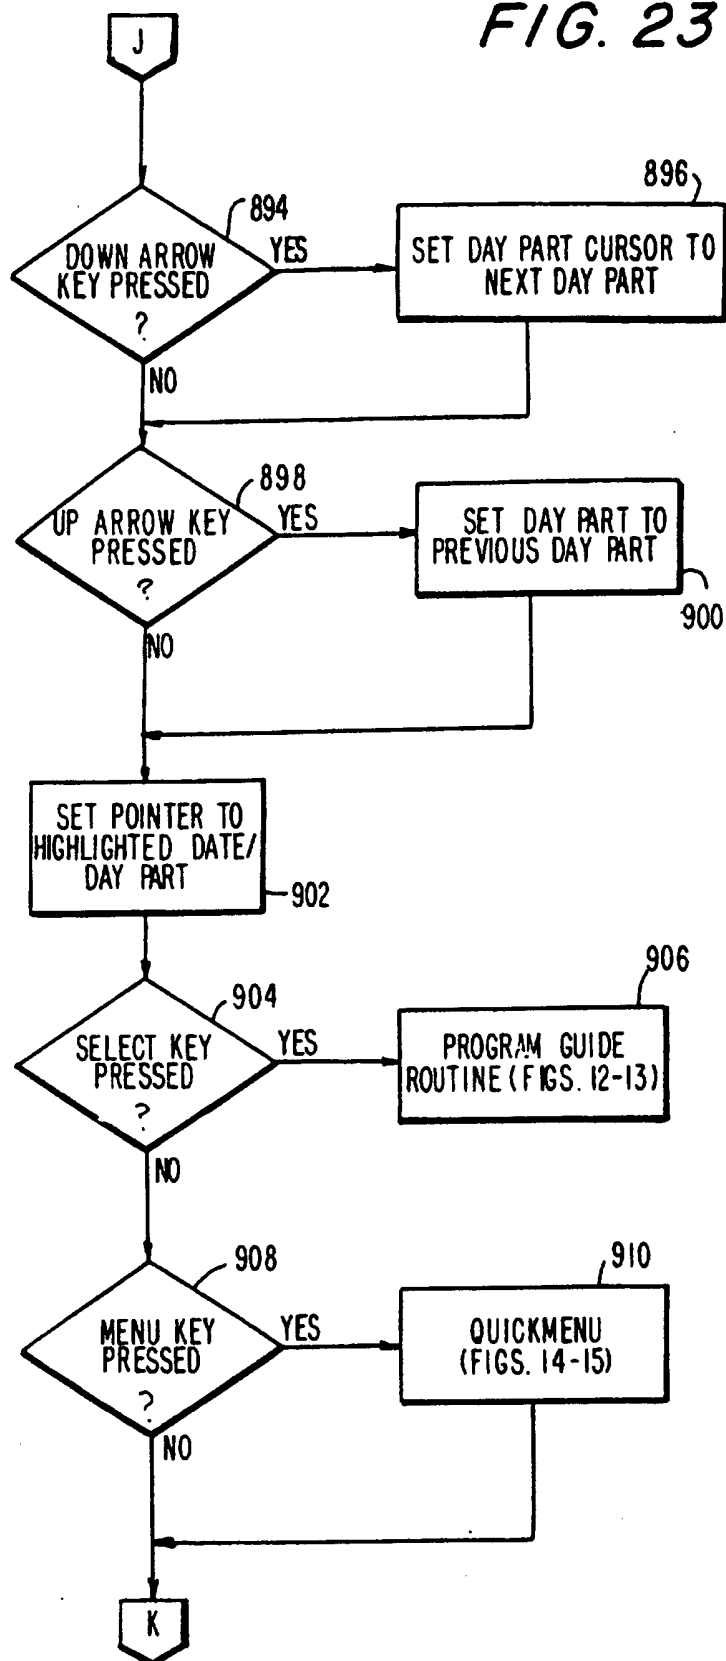 FIG. 23
J
894
DOWN ARROW
KEY PRESSED
?
YES
NO
896
SET DAY PART CURSOR TO
NEXT DAY PART
898
UP ARROW KEY
PRESSED
?
YES
NO
SET DAY PART TO
PREVIOUS DAY PART
900
SET POINTER TO
HIGHLIGHTED DATE/
DAY PART
902
904
SELECT KEY
PRESSED
?
YES
NO
906
PROGRAM GUIDE
ROUTINE (FIGS. 12-13)
908
MENU KEY
PRESSED
?
YES
NO
910
QUICKMENU
(FIGS. 14-15)
K